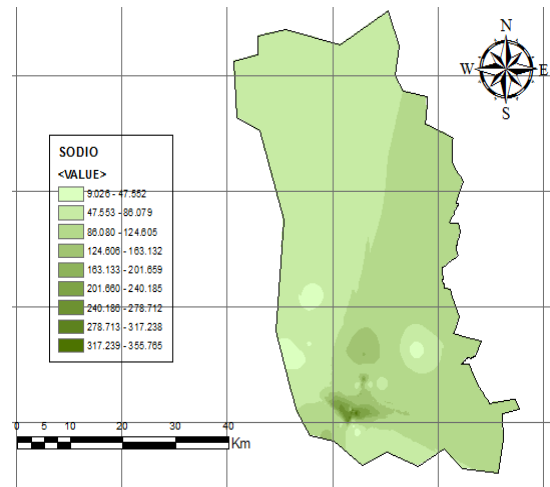 N
W E
S
SODIO
<VALUE>
9.026 - 47.552
47.553 - 86.079
86.080 - 124.605
124.606 - 163.132
163.133 - 201.659
201.660 - 240.185
240.186 - 278.712
278.713 - 317.238
317.239 - 355.765
0 5 10 20 30 40
Km